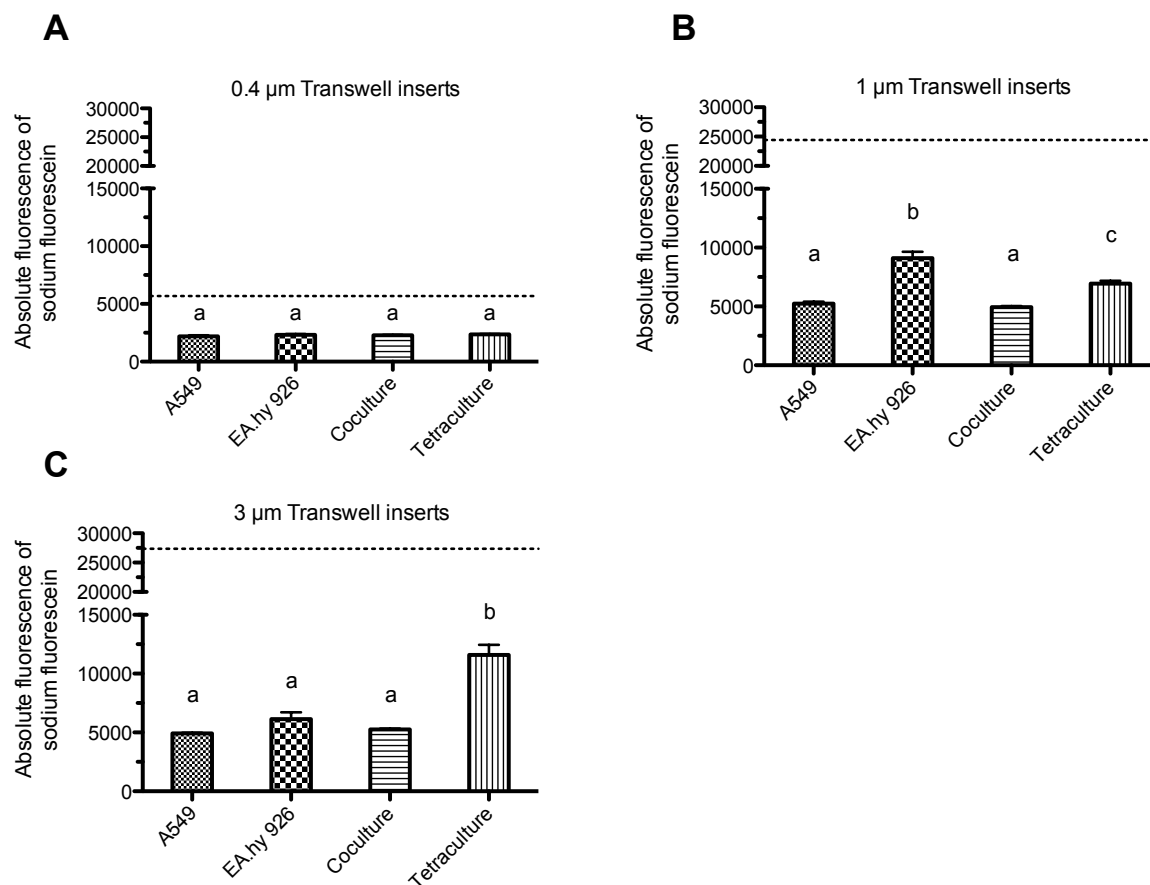 A
0.4 µm Transwell inserts
Absolute fluorescence of
sodium fluorescein
30000
25000
20000
15000
10000
5000
0
a
a
a
a
A549
EA.hy 926
Coculture
Tetraculture
B
1 µm Transwell inserts
Absolute fluorescence of
sodium fluorescein
30000
25000
20000
15000
10000
5000
0
a
b
a
c
A549
EA.hy 926
Coculture
Tetraculture
C
3 µm Transwell inserts
Absolute fluorescence of
sodium fluorescein
30000
25000
20000
15000
10000
5000
0
a
a
a
b
A549
EA.hy 926
Coculture
Tetraculture